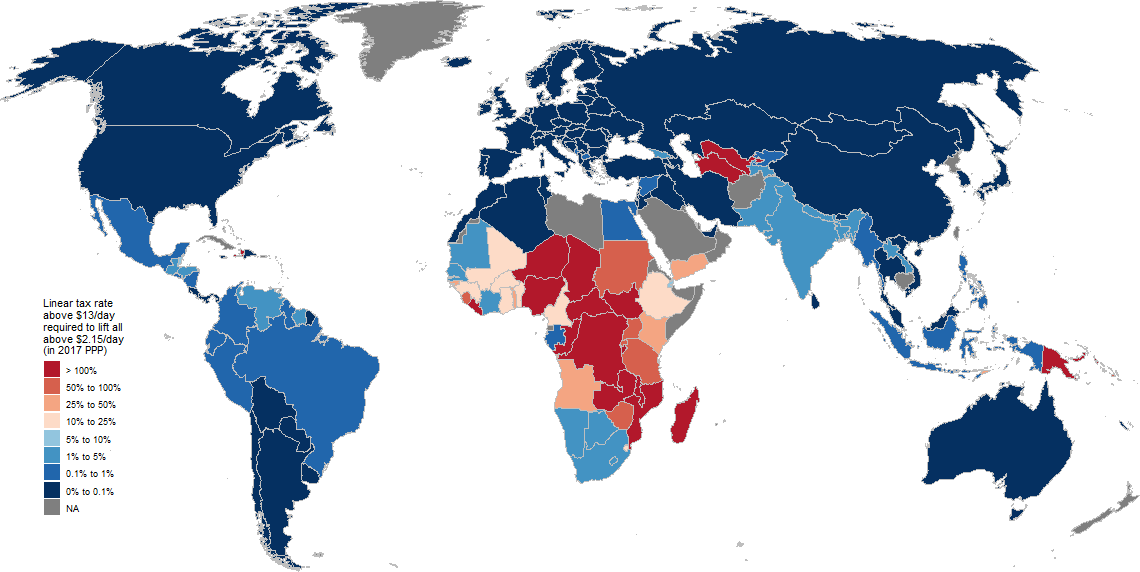 Linear tax rate
above $13/day
required to lift all
above $2.15/day
(in 2017 PPP)
> 100%
50% to 100%
25% to 50%
10% to 25%
5% to 10%
1% to 5%
0.1% to 1%
0% to 0.1%
NA